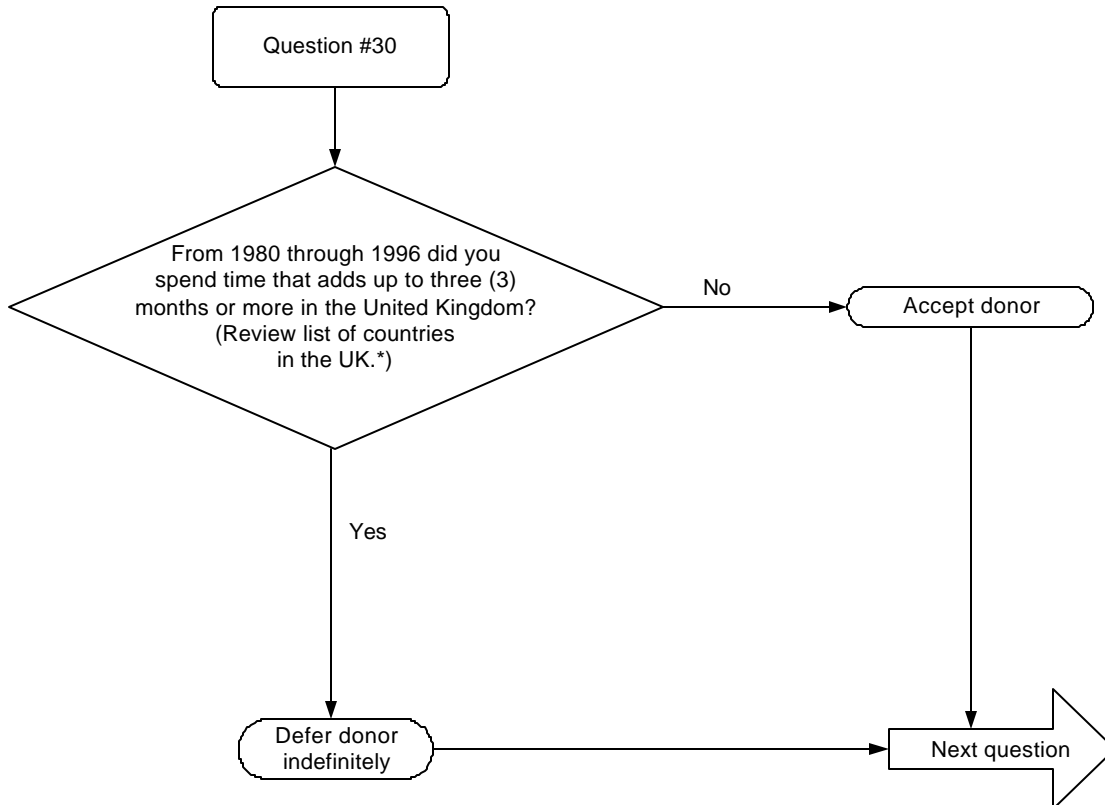 Question #30
From 1980 through 1996 did you
spend time that adds up to three (3)
months or more in the United Kingdom?
(Review list of countries
in the UK.*)
No
Accept donor
Yes
Defer donor
indefinitely
Next question